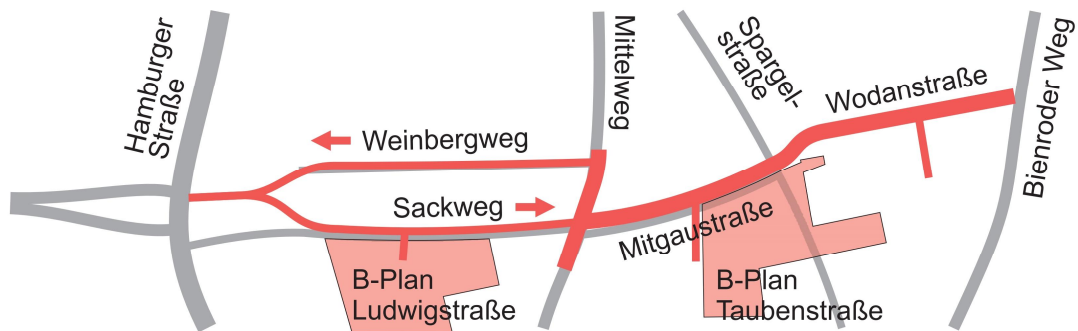 Hamburger
Straße
Weinbergweg
Sackweg
Mittelweg
Spargel-
straße
Wodanstraße
Bienroder Weg
Mitgaustraße
B-Plan
Ludwigstraße
B-Plan
Taubenstraße